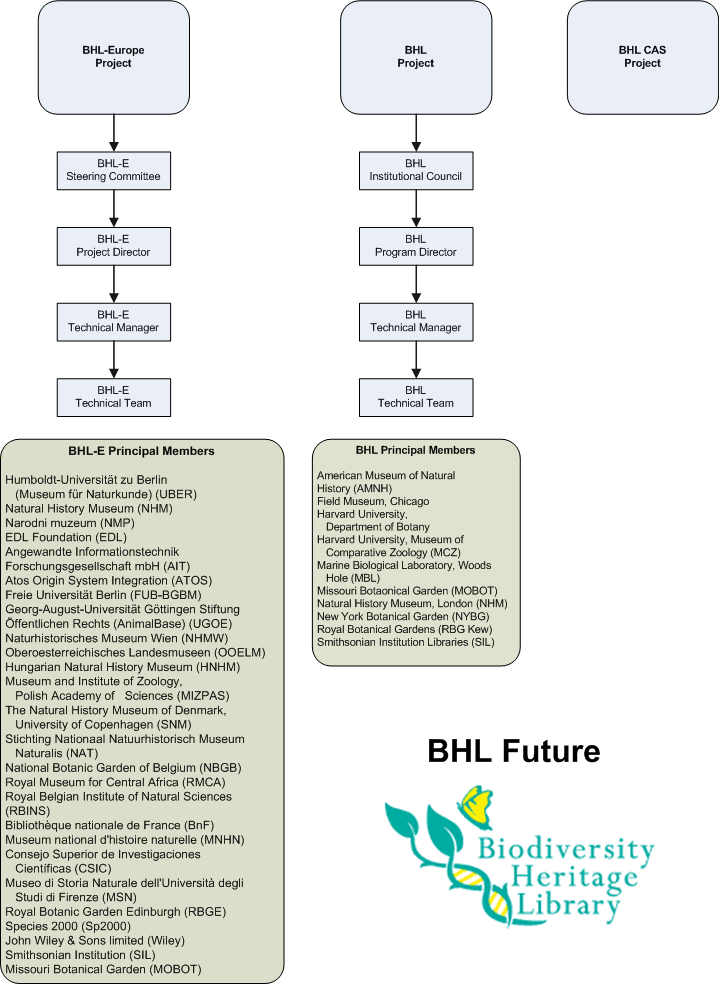 BHL-Europe
Project
BHL-E
Steering Committee
BHL-E
Project Director
BHL-E
Technical Manager
BHL-E
Technical Team
BHL-E Principal Members
Humboldt-Universität zu Berlin
(Museum für Naturkunde) (UBER)
Natural History Museum (NHM)
Narodni muzeum (NMP)
EDL Foundation (EDL)
Angewandte Informationstechnik
Forschungsgesellschaft mbH (AIT)
Atos Origin System Integration (ATOS)
Freie Universität Berlin (FUB-BGBM)
Georg-August-Universität Göttingen Stiftung
Öffentlichen Rechts (AnimalBase) (UGOE)
Naturhistorisches Museum Wien (NHMW)
Oberoesterreichisches Landesmuseen (OOELM)
Hungarian Natural History Museum (HNHM)
Museum and Institute of Zoology,
Polish Academy of Sciences (MIZPAS)
The Natural History Museum of Denmark,
University of Copenhagen (SNM)
Stichting Nationaal Natuurhistorisch Museum
Naturalis (NAT)
National Botanic Garden of Belgium (NBGB)
Royal Museum for Central Africa (RMCA)
Royal Belgian Institute of Natural Sciences
(RBINS)
Bibliothèque nationale de France (BnF)
Museum national d'histoire naturelle (MNHN)
Consejo Superior de Investigaciones
Científicas (CSIC)
Museo di Storia Naturale dell'Università degli
Studi di Firenze (MSN)
Royal Botanic Garden Edinburgh (RBGE)
Species 2000 (Sp2000)
John Wiley & Sons limited (Wiley)
Smithsonian Institution (SIL)
Missouri Botanical Garden (MOBOT)
BHL
Project
BHL
Institutional Council
BHL
Program Director
BHL
Technical Manager
BHL
Technical Team
BHL Principal Members
American Museum of Natural
History (AMNH)
Field Museum, Chicago
Harvard University,
Department of Botany
Harvard University, Museum of
Comparative Zoology (MCZ)
Marine Biological Laboratory, Woods
Hole (MBL)
Missouri Botaonical Garden (MOBOT)
Natural History Museum, London (NHM)
New York Botanical Garden (NYBG)
Royal Botanical Gardens (RBG Kew)
Smithsonian Institution Libraries (SIL)
BHL CAS
Project
BHL Future
Biodiversity
Heritage
Library